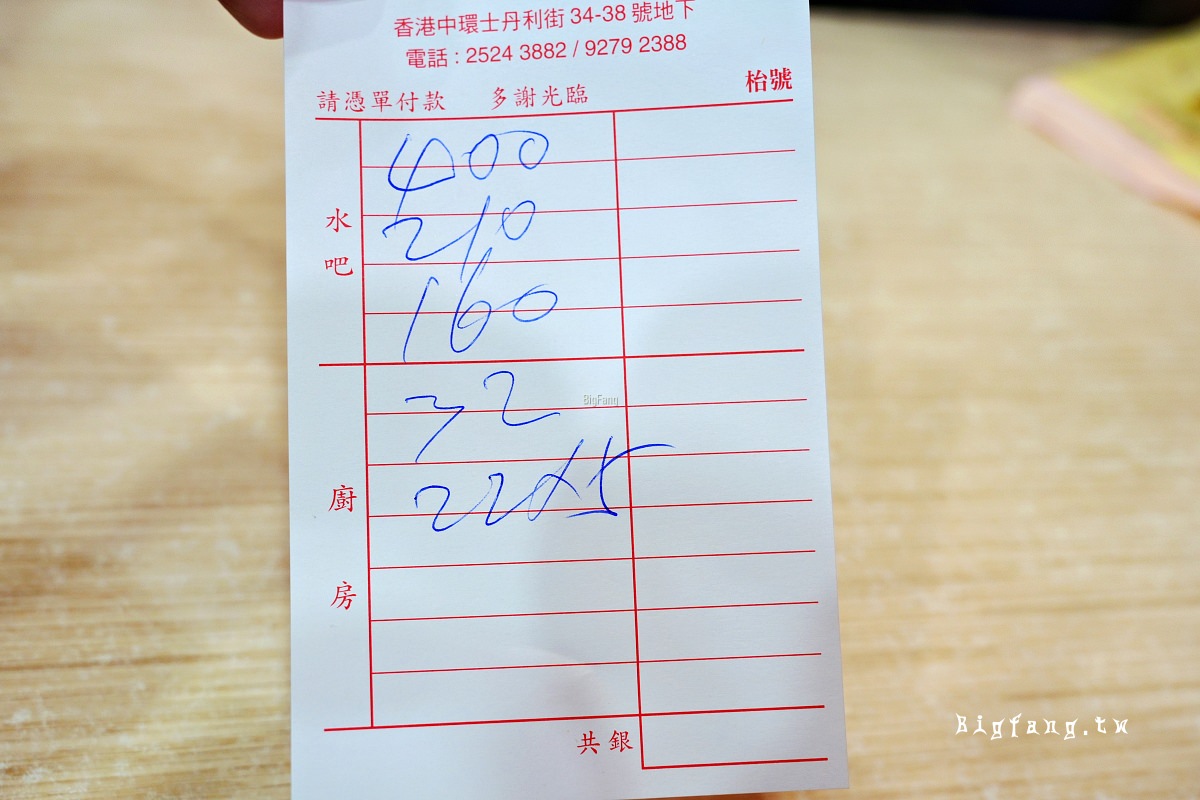 香港中環士丹利街 34-38 號地下
電話 : 2524 3882 / 9279 2388
請憑單付款 多謝光臨
枱號
水吧
400
210
160
廚房
32
BigFang
共銀
Bigfang.tw